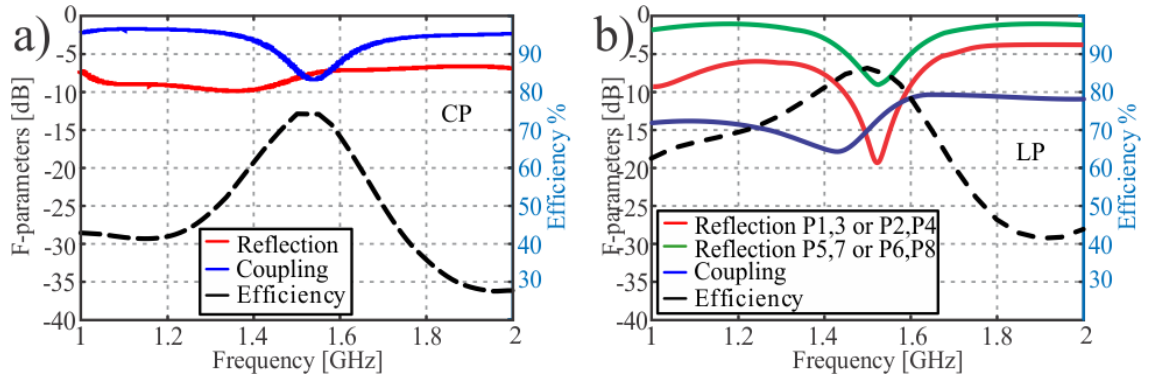 a)
0
-5
-10
-15
-20
-25
-30
-35
-40
F-parameters [dB]
1
1.2
1.4
1.6
1.8
2
Frequency [GHz]
90
80
70
60
50
40
30
Efficiency %
CP
Reflection
Coupling
Efficiency
b)
0
-5
-10
-15
-20
-25
-30
-35
-40
F-parameters [dB]
1
1.2
1.4
1.6
1.8
2
Frequency [GHz]
90
80
70
60
50
40
30
Efficiency %
LP
Reflection P1,3 or P2,P4
Reflection P5,7 or P6,P8
Coupling
Efficiency